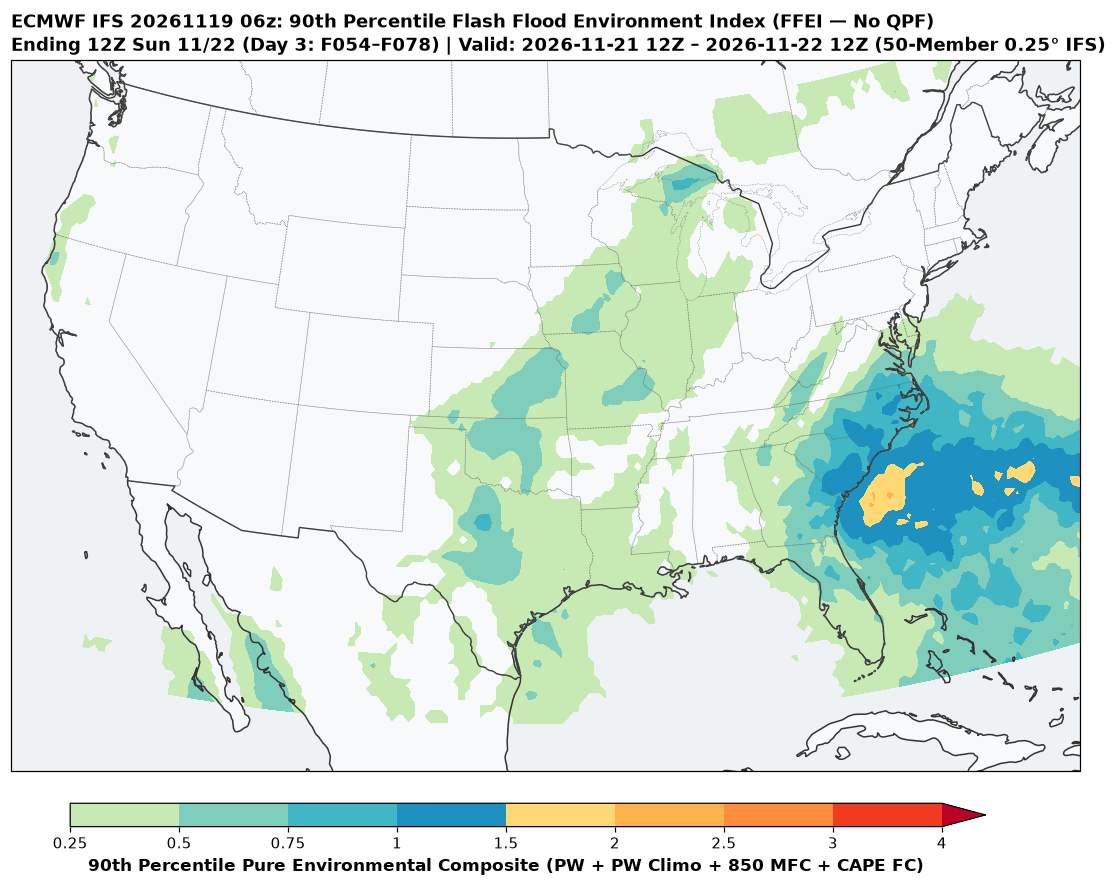 ECMWF IFS 20261119 06z: 90th Percentile Flash Flood Environment Index (FFEI — No QPF)
Ending 12Z Sun 11/22 (Day 3: F054–F078) | Valid: 2026-11-21 12Z – 2026-11-22 12Z (50-Member 0.25° IFS)
0.25 0.5 0.75 1 1.5 2 2.5 3 4
90th Percentile Pure Environmental Composite (PW + PW Climo + 850 MFC + CAPE FC)